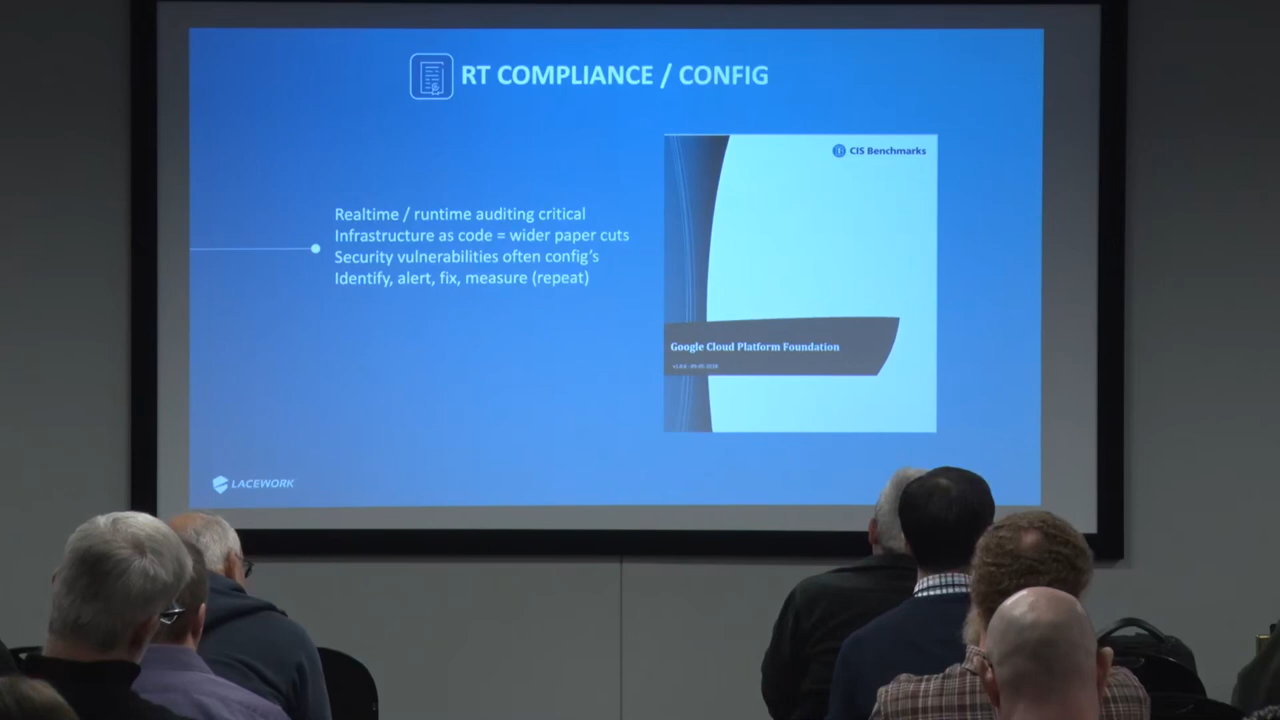 RT COMPLIANCE / CONFIG
CIS Benchmarks
Realtime / runtime auditing critical
Infrastructure as code = wider paper cuts
Security vulnerabilities often config's
Identify, alert, fix, measure (repeat)
Google Cloud Platform Foundation
LACEWORK